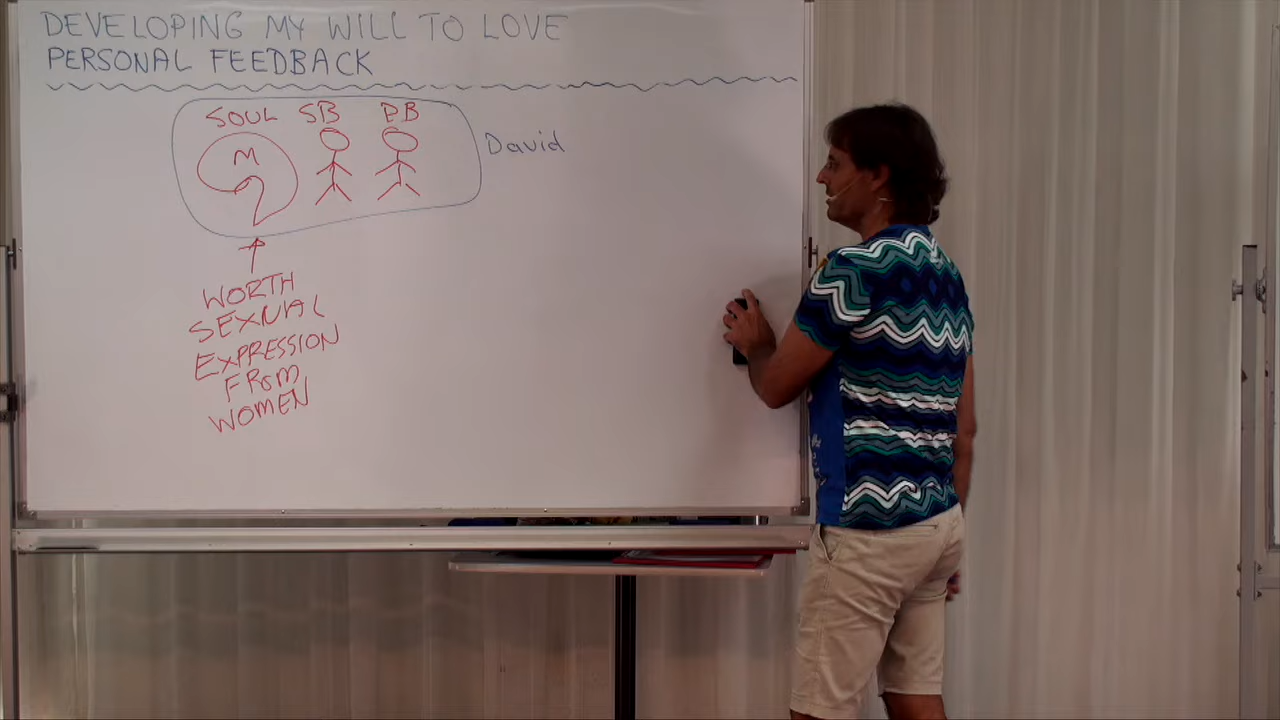 DEVELOPING MY WILL TO LOVE
PERSONAL FEEDBACK
SOUL SB PB
M
David
WORTH
SEXUAL
EXPRESSION
FROM
WOMEN